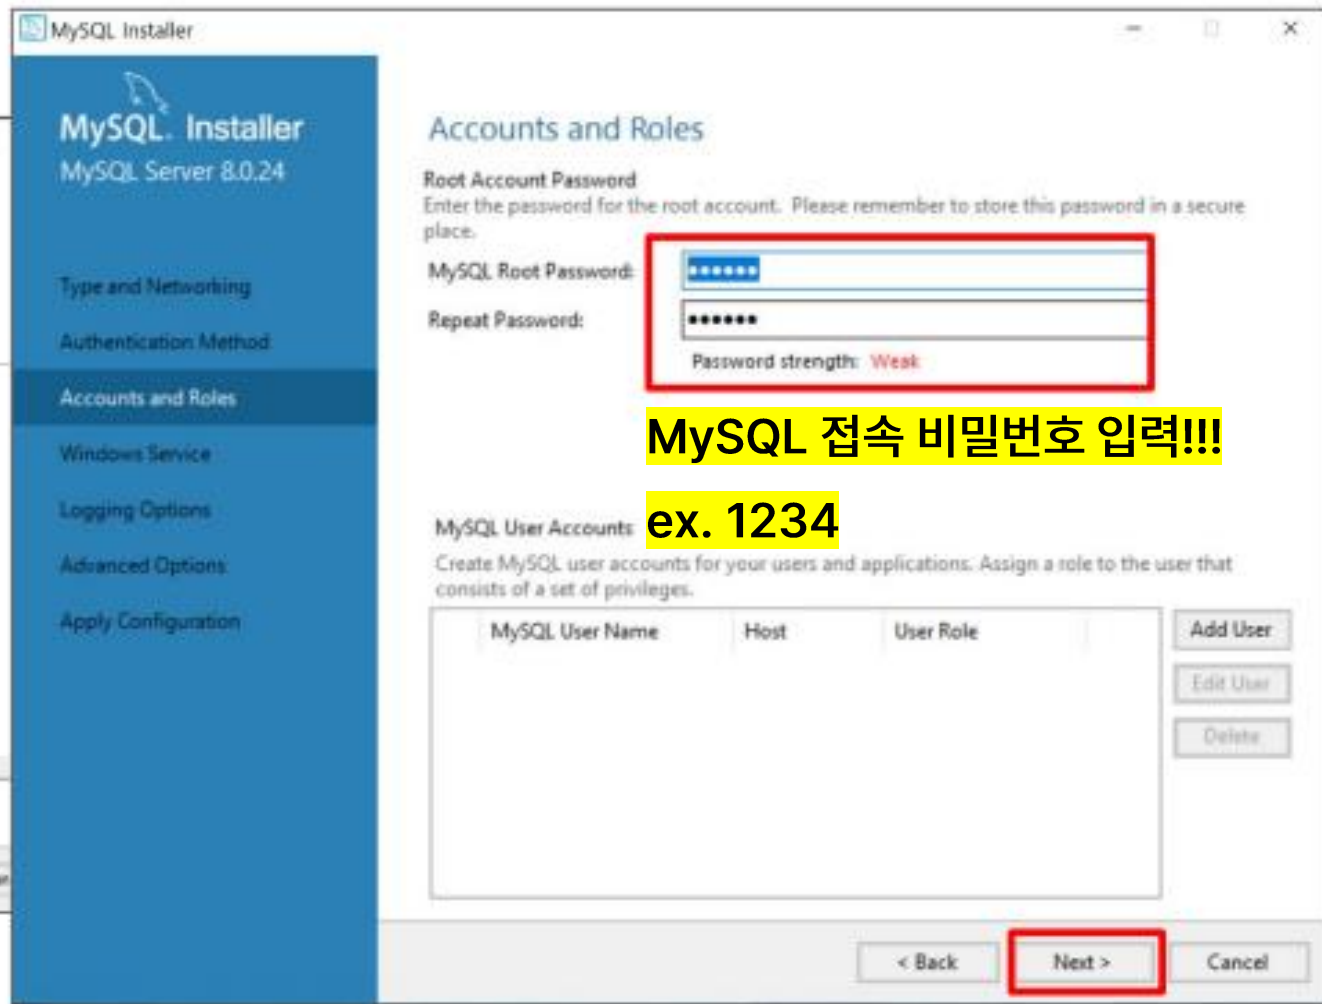 MySQL Installer
MySQL. Installer
MySQL Server 8.0.24
Type and Networking
Authentication Method
Accounts and Roles
Windows Service
Logging Options
Advanced Options
Apply Configuration
Accounts and Roles
Root Account Password
Enter the password for the root account. Please remember to store this password in a secure
place.
MySQL Root Password:
Repeat Password:
Password strength: Weak
MySQL 접속 비밀번호 입력!!!
ex. 1234
MySQL User Accounts
Create MySQL user accounts for your users and applications. Assign a role to the user that
consists of a set of privileges.
MySQL User Name Host User Role
Add User
Edit User
Delete
< Back Next > Cancel